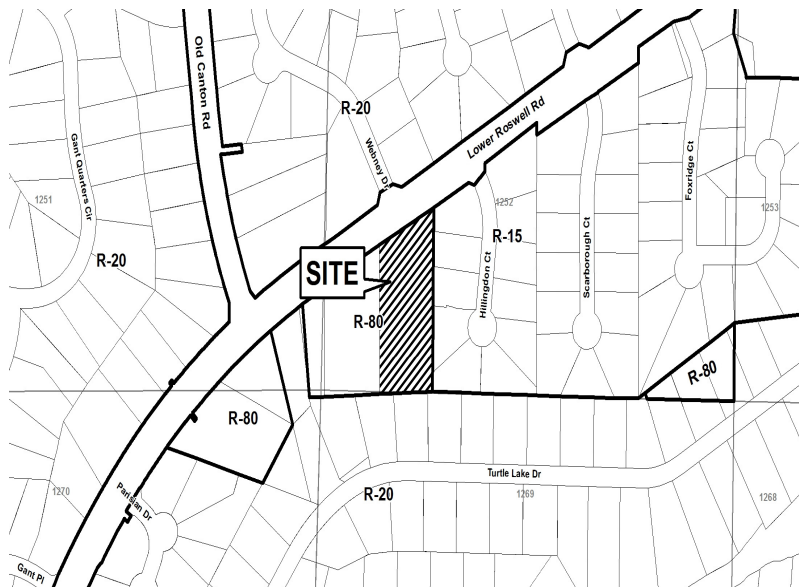 Old Canton Rd
R-20
Webney Dr
Lower Roswell Rd
Foxridge Ct
Gant Quarters Cir
1251
1252
1253
R-20
R-15
SITE
Hillingdon Ct
Scarborough Ct
R-80
R-80
R-80
Turtle Lake Dr
1270
R-20
1269
1268
Parisian Dr
Gant Pl